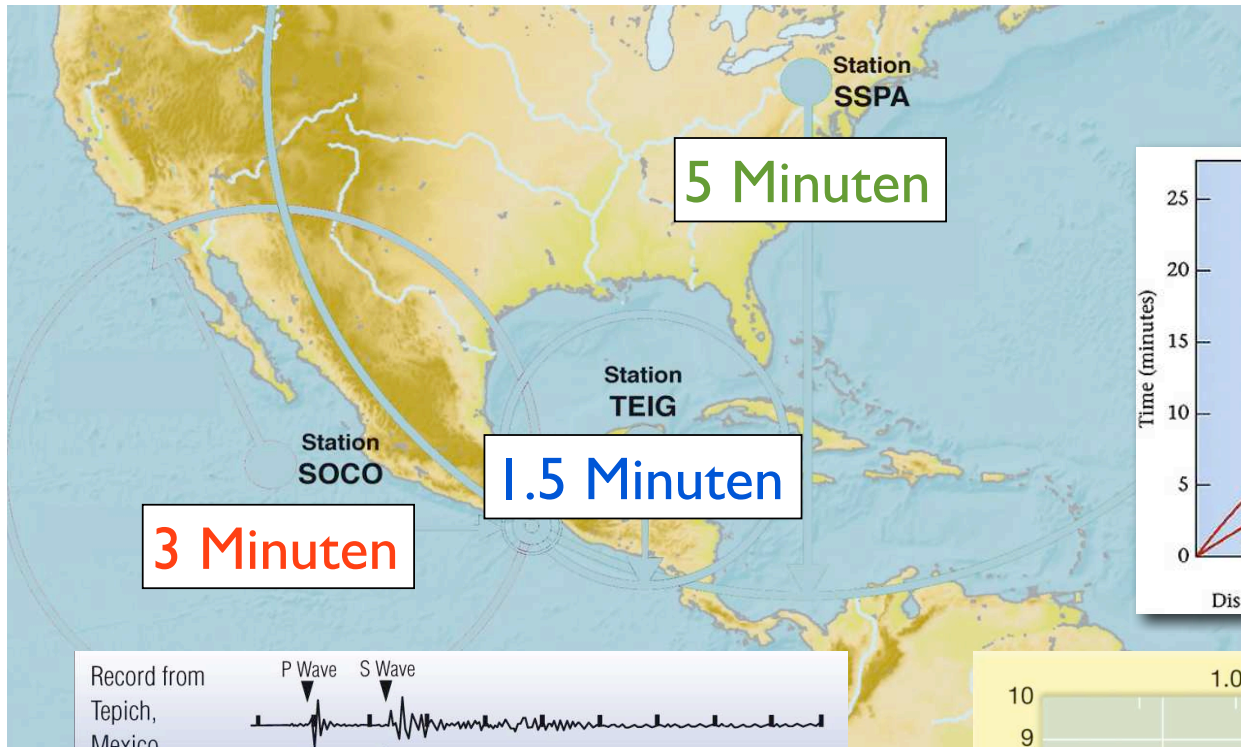 Station
SSPA
5 Minuten
Station
TEIG
Station
SOCO
1.5 Minuten
3 Minuten
Time (minutes)
25
20
15
10
5
0
Dis
Record from
Tepich,
Mexico
P Wave
S Wave
1.0
10
9